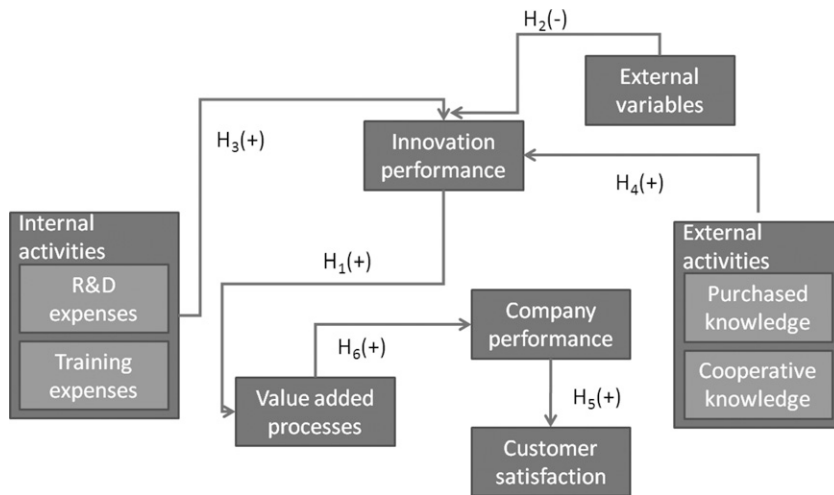 H₂(-)
External
variables
H₃(+)
Innovation
performance
H₄(+)
Internal
activities
R&D
expenses
Training
expenses
H₁(+)
External
activities
Purchased
knowledge
Cooperative
knowledge
Company
performance
H₆(+)
Value added
processes
H₅(+)
Customer
satisfaction